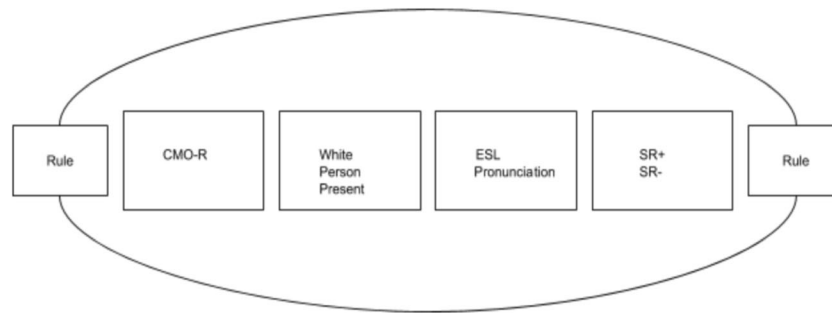 Rule
CMO-R
White
Person
Present
ESL
Pronunciation
SR+
SR-
Rule